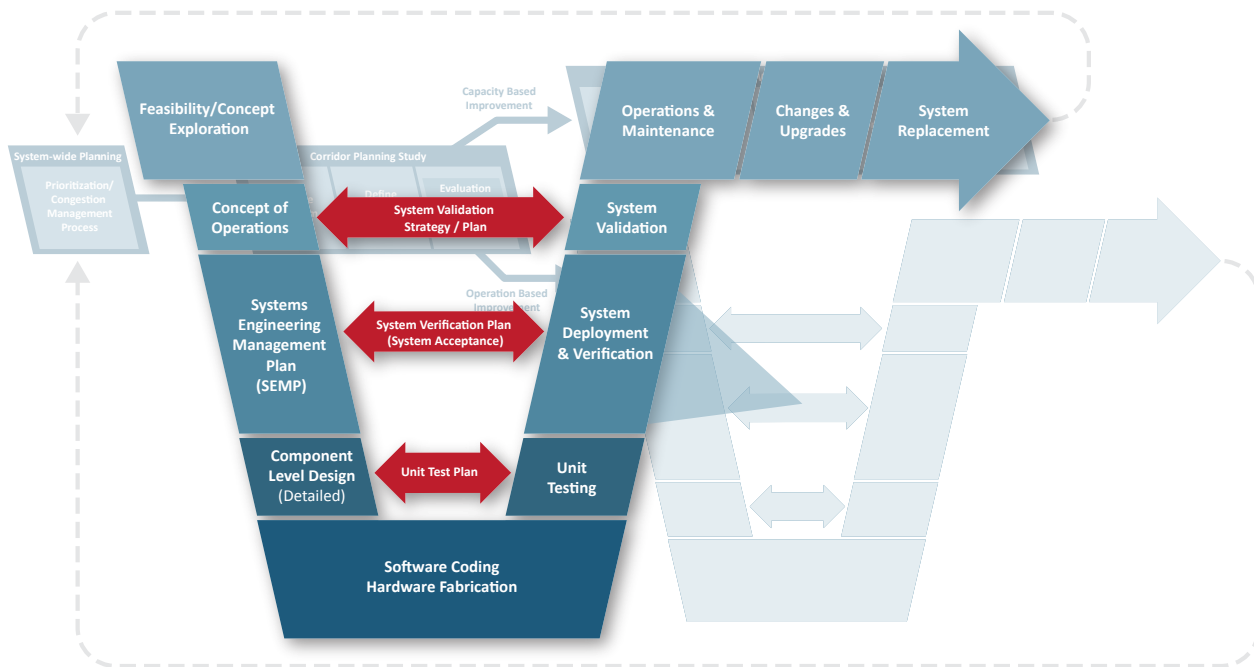 Feasibility/Concept
Exploration
Operations &
Maintenance
Changes &
Upgrades
System
Replacement
Capacity Based
Improvement
System-wide Planning
Prioritization/
Congestion
Management
Process
Corridor Planning Study
Define
Evaluation
Concept of
Operations
System Validation
Strategy / Plan
System
Validation
Operation Based
Improvement
Systems
Engineering
Management
Plan
(SEMP)
System Verification Plan
(System Acceptance)
System
Deployment
& Verification
Component
Level Design
(Detailed)
Unit Test Plan
Unit
Testing
Software Coding
Hardware Fabrication